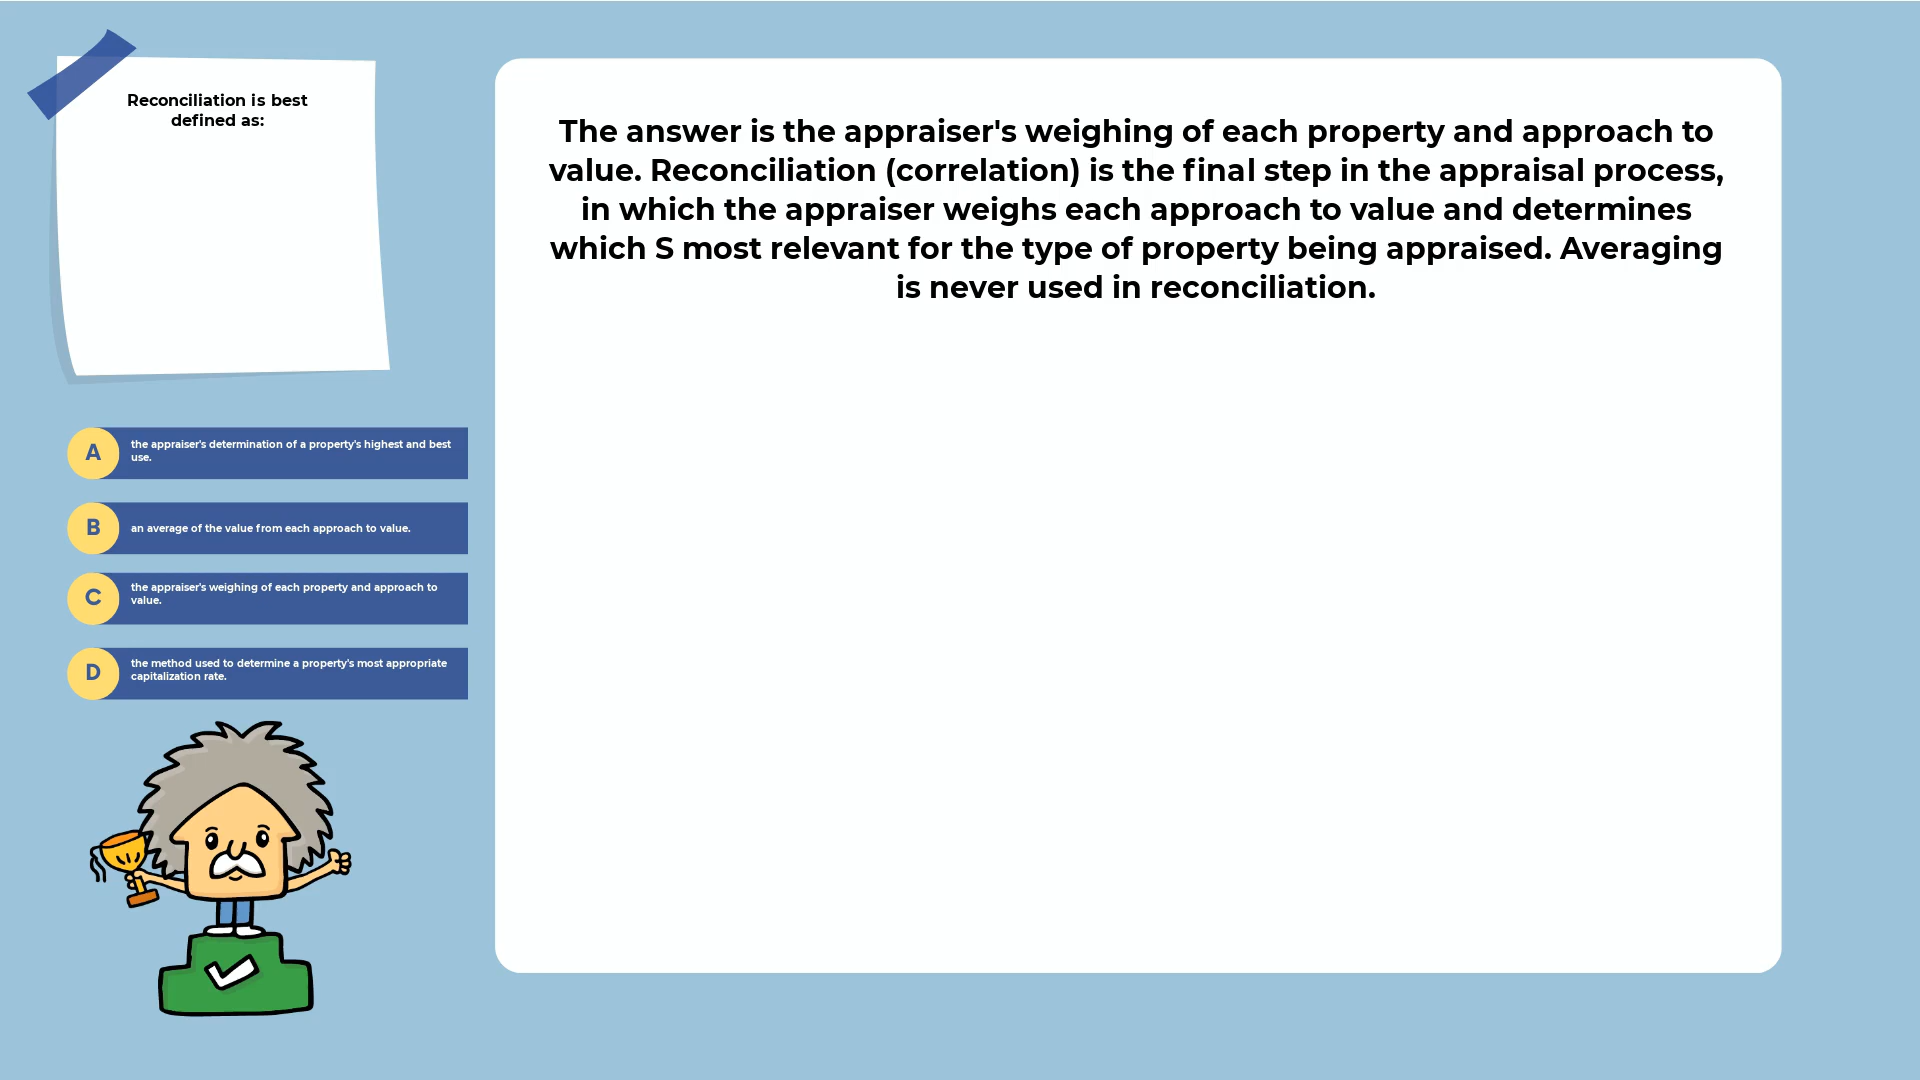 Reconciliation is best
defined as:
The answer is the appraiser's weighing of each property and approach to
value. Reconciliation (correlation) is the final step in the appraisal process,
in which the appraiser weighs each approach to value and determines
which S most relevant for the type of property being appraised. Averaging
is never used in reconciliation.
A
the appraiser's determination of a property's highest and best
use.
B
an average of the value from each approach to value.
C
the appraiser's weighing of each property and approach to
value.
D
the method used to determine a property's most appropriate
capitalization rate.